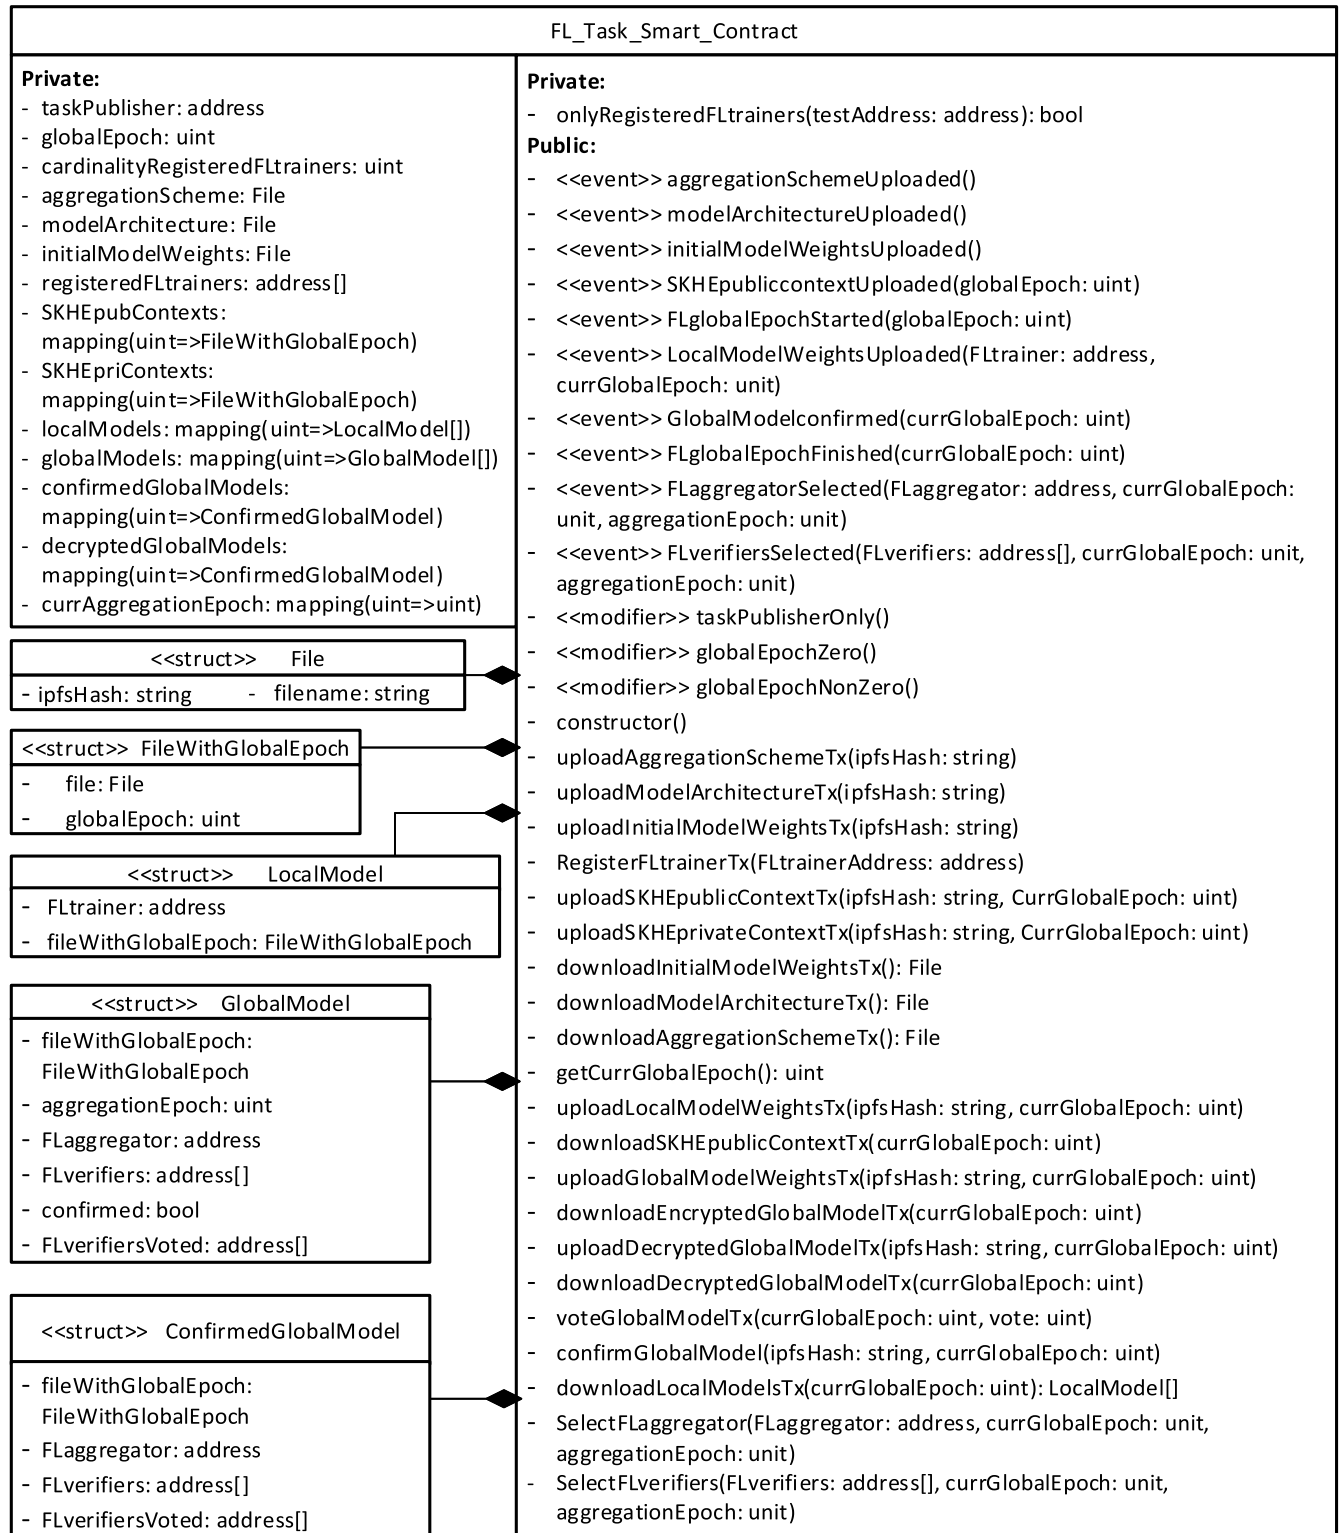 FL_Task_Smart_Contract
Private:
- taskPublisher: address
- globalEpoch: uint
- cardinalityRegisteredFLtrainers: uint
- aggregationScheme: File
- modelArchitecture: File
- initialModelWeights: File
- registeredFLtrainers: address[]
- SKHEpubContexts:
mapping(uint=>FileWithGlobalEpoch)
- SKHEpriContexts:
mapping(uint=>FileWithGlobalEpoch)
- localModels: mapping(uint=>LocalModel[])
- globalModels: mapping(uint=>GlobalModel[])
- confirmedGlobalModels:
mapping(uint=>ConfirmedGlobalModel)
- decryptedGlobalModels:
mapping(uint=>ConfirmedGlobalModel)
- currAggregationEpoch: mapping(uint=>uint)
<<struct>> File
- ipfsHash: string - filename: string
<<struct>> FileWithGlobalEpoch
- file: File
- globalEpoch: uint
<<struct>> LocalModel
- FLtrainer: address
- fileWithGlobalEpoch: FileWithGlobalEpoch
<<struct>> GlobalModel
- fileWithGlobalEpoch:
FileWithGlobalEpoch
- aggregationEpoch: uint
- FLaggregator: address
- FLverifiers: address[]
- confirmed: bool
- FLverifiersVoted: address[]
<<struct>> ConfirmedGlobalModel
- fileWithGlobalEpoch:
FileWithGlobalEpoch
- FLaggregator: address
- FLverifiers: address[]
- FLverifiersVoted: address[]
Private:
- onlyRegisteredFLtrainers(testAddress: address): bool
Public:
- <<event>> aggregationSchemeUploaded()
- <<event>> modelArchitectureUploaded()
- <<event>> initialModelWeightsUploaded()
- <<event>> SKHEpubliccontextUploaded(globalEpoch: uint)
- <<event>> FLglobalEpochStarted(globalEpoch: uint)
- <<event>> LocalModelWeightsUploaded(FLtrainer: address,
currGlobalEpoch: unit)
- <<event>> GlobalModelconfirmed(currGlobalEpoch: uint)
- <<event>> FLglobalEpochFinished(currGlobalEpoch: uint)
- <<event>> FLaggregatorSelected(FLaggregator: address, currGlobalEpoch:
unit, aggregationEpoch: unit)
- <<event>> FLverifiersSelected(FLverifiers: address[], currGlobalEpoch: unit,
aggregationEpoch: unit)
- <<modifier>> taskPublisherOnly()
- <<modifier>> globalEpochZero()
- <<modifier>> globalEpochNonZero()
- constructor()
- uploadAggregationSchemeTx(ipfsHash: string)
- uploadModelArchitectureTx(ipfsHash: string)
- uploadInitialModelWeightsTx(ipfsHash: string)
- RegisterFLtrainerTx(FLtrainerAddress: address)
- uploadSKHEpublicContextTx(ipfsHash: string, CurrGlobalEpoch: uint)
- uploadSKHEprivateContextTx(ipfsHash: string, CurrGlobalEpoch: uint)
- downloadInitialModelWeightsTx(): File
- downloadModelArchitectureTx(): File
- downloadAggregationSchemeTx(): File
- getCurrGlobalEpoch(): uint
- uploadLocalModelWeightsTx(ipfsHash: string, currGlobalEpoch: uint)
- downloadSKHEpublicContextTx(currGlobalEpoch: uint)
- uploadGlobalModelWeightsTx(ipfsHash: string, currGlobalEpoch: uint)
- downloadEncryptedGlobalModelTx(currGlobalEpoch: uint)
- uploadDecryptedGlobalModelTx(ipfsHash: string, currGlobalEpoch: uint)
- downloadDecryptedGlobalModelTx(currGlobalEpoch: uint)
- voteGlobalModelTx(currGlobalEpoch: uint, vote: uint)
- confirmGlobalModel(ipfsHash: string, currGlobalEpoch: uint)
- downloadLocalModelsTx(currGlobalEpoch: uint): LocalModel[]
- SelectFLaggregator(FLaggregator: address, currGlobalEpoch: unit,
aggregationEpoch: unit)
- SelectFLverifiers(FLverifiers: address[], currGlobalEpoch: unit,
aggregationEpoch: unit)